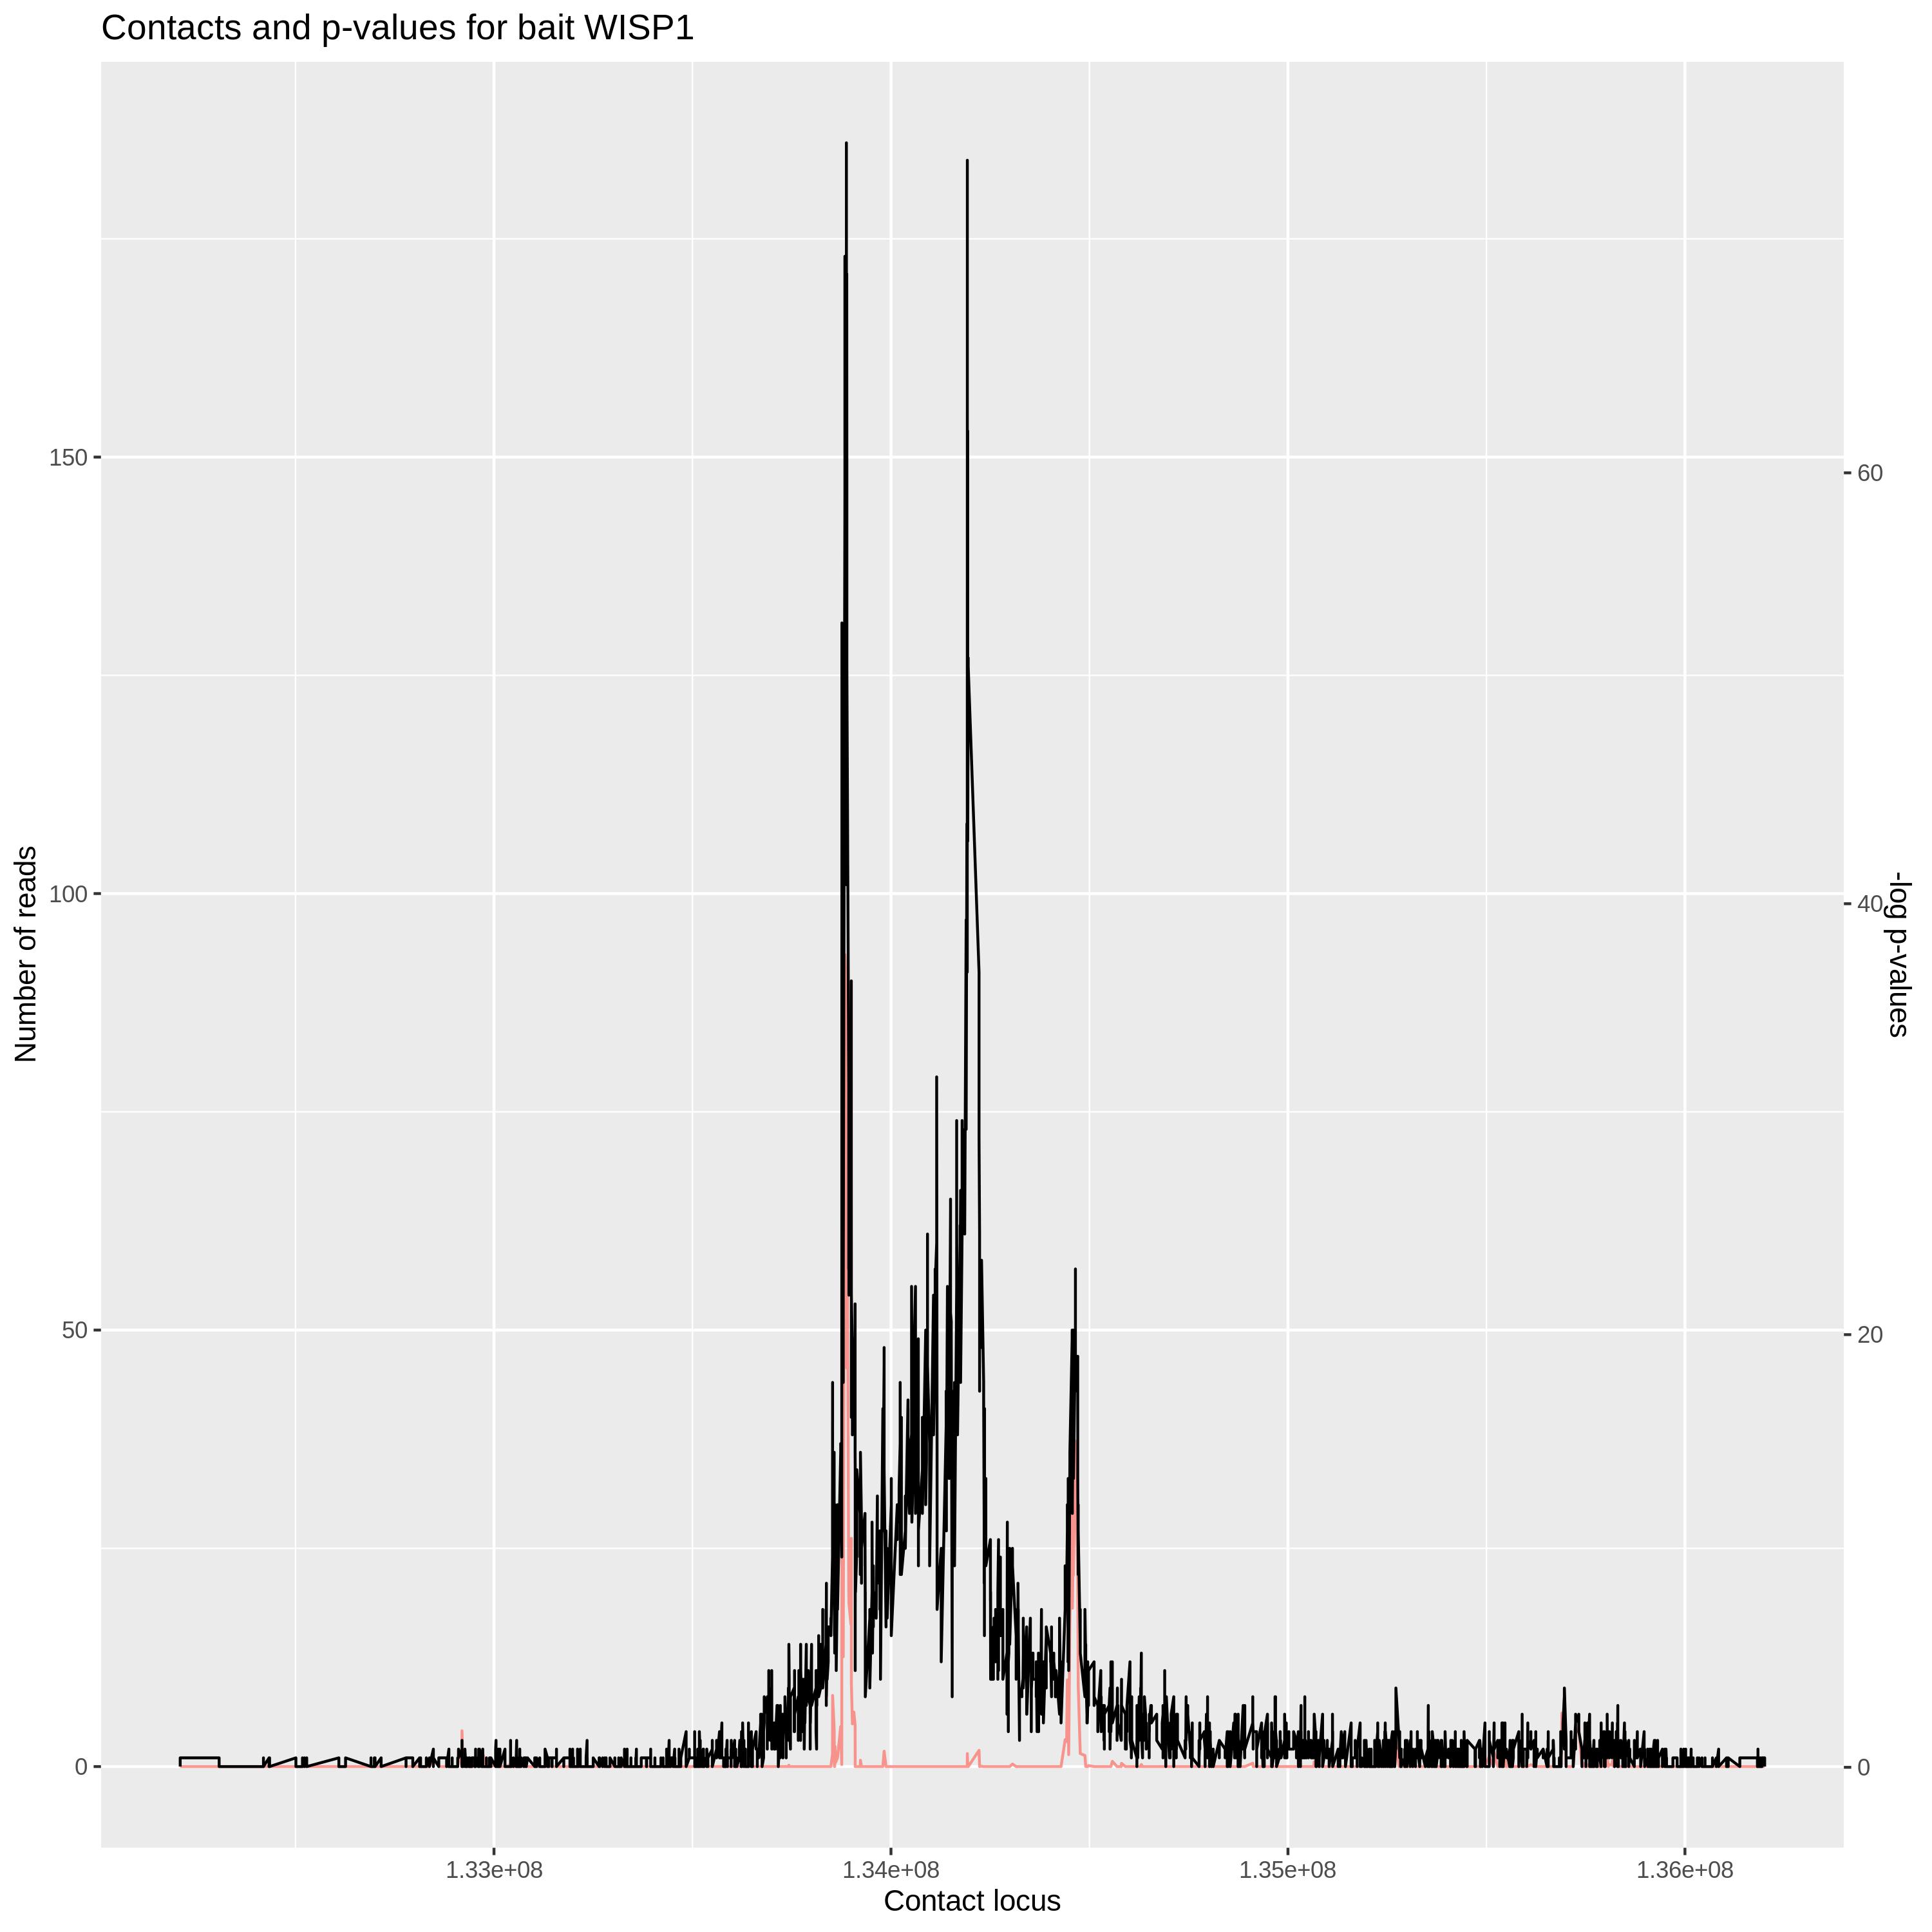 Contacts and p-values for bait WISP1
Number of reads
150
100
50
0
60
40
20
0
-log p-values
1.33e+08
1.34e+08
1.35e+08
1.36e+08
Contact locus